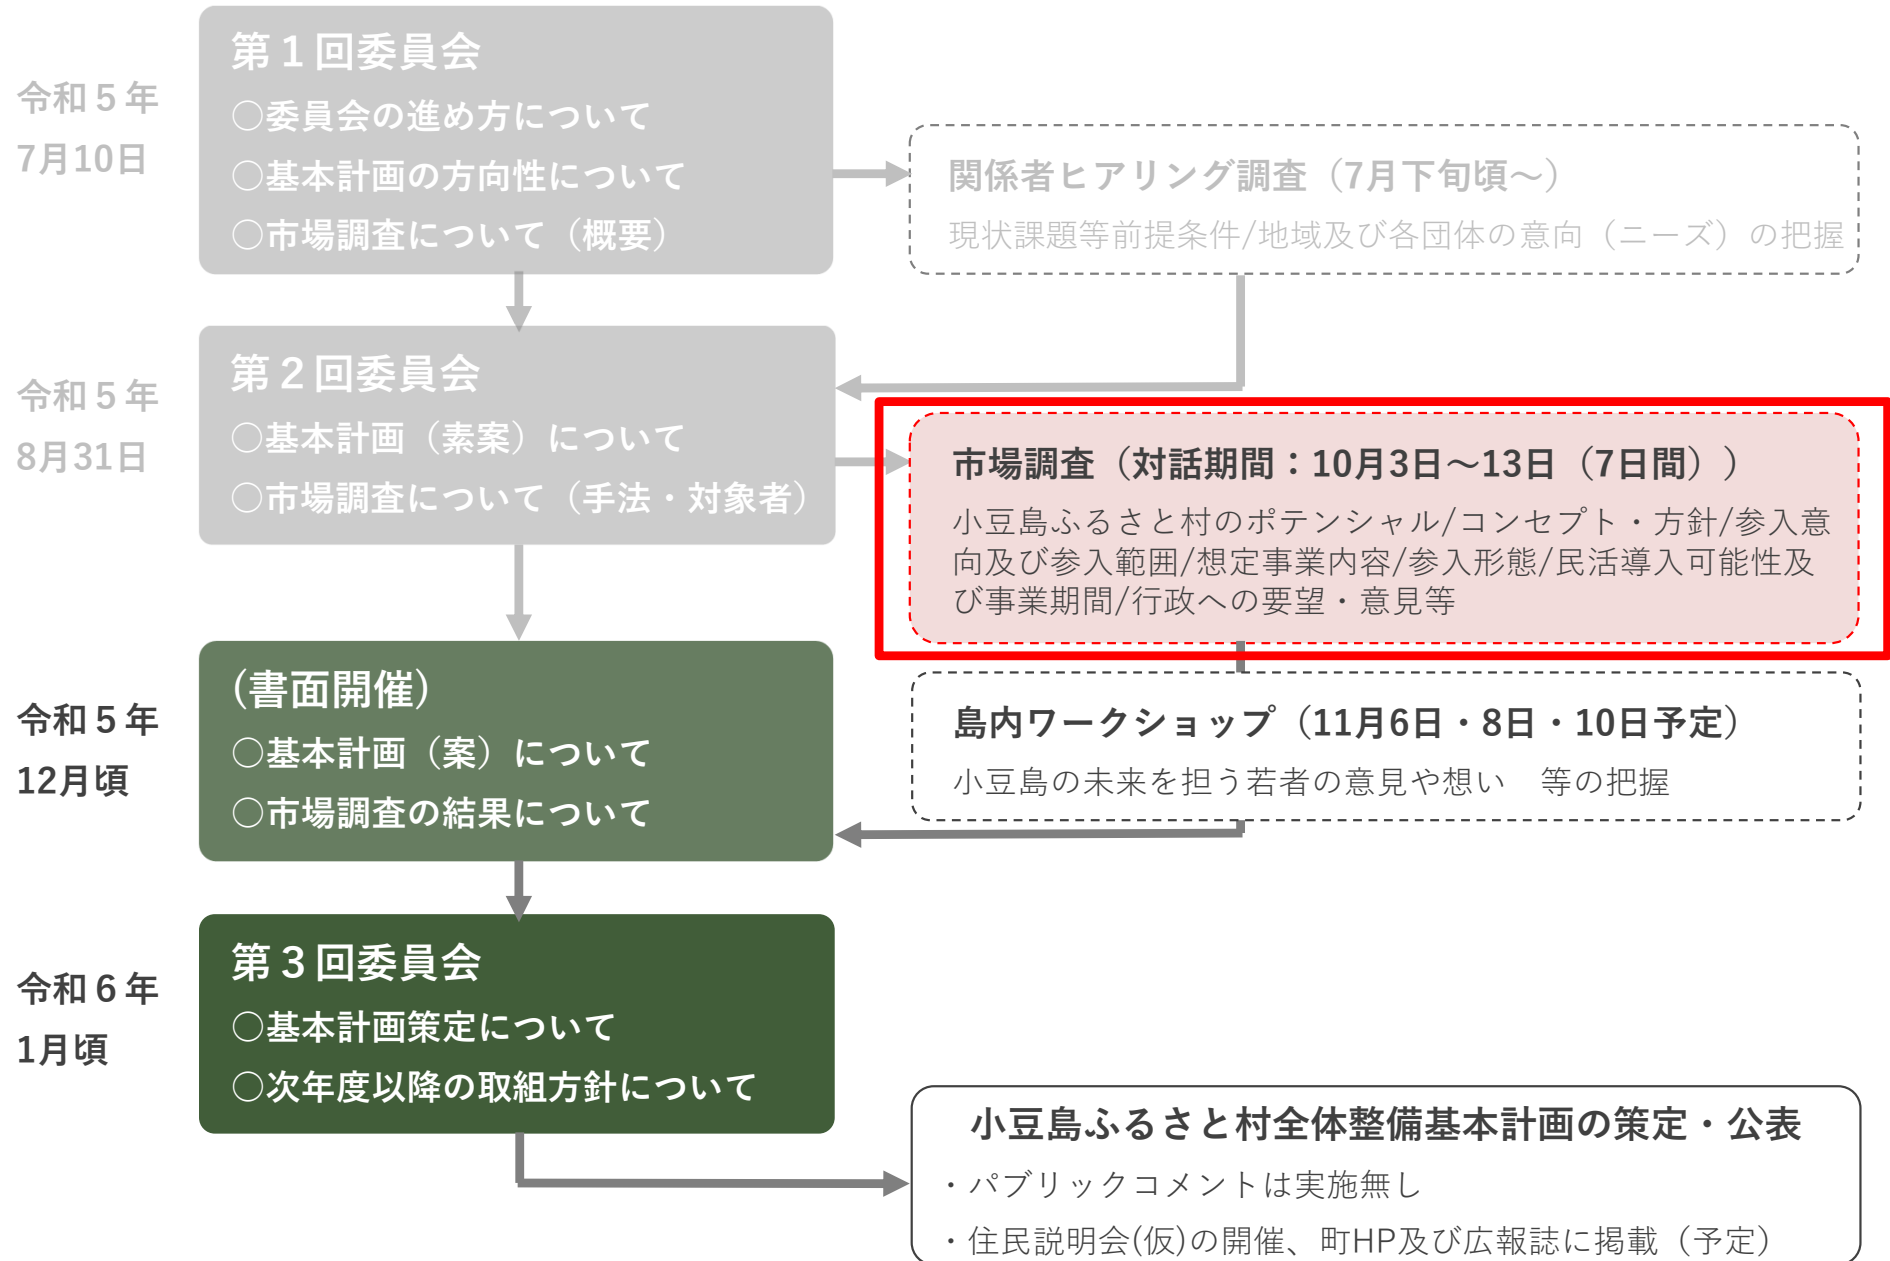 令和５年
7月10日
第１回委員会
○委員会の進め方について
○基本計画の方向性について
○市場調査について（概要）
関係者ヒアリング調査（7月下旬頃～）
現状課題等前提条件/地域及び各団体の意向（ニーズ）の把握
令和５年
8月31日
第２回委員会
○基本計画（素案）について
○市場調査について（手法・対象者）
市場調査（対話期間：10月3日～13日（7日間））
小豆島ふるさと村のポテンシャル/コンセプト・方針/参入意
向及び参入範囲/想定事業内容/参入形態/民活導入可能性及
び事業期間/行政への要望・意見等
令和５年
12月頃
(書面開催)
○基本計画（案）について
○市場調査の結果について
島内ワークショップ（11月6日・8日・10日予定）
小豆島の未来を担う若者の意見や想い　等の把握
令和６年
1月頃
第３回委員会
○基本計画策定について
○次年度以降の取組方針について
小豆島ふるさと村全体整備基本計画の策定・公表
・パブリックコメントは実施無し
・住民説明会(仮)の開催、町HP及び広報誌に掲載（予定）